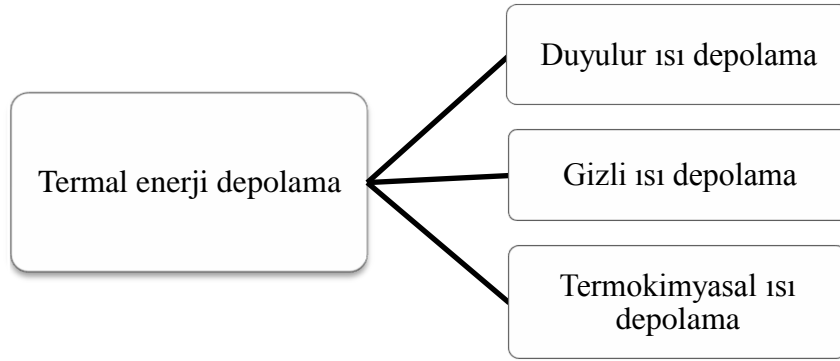 Termal enerji depolama
Duyulur ısı depolama
Gizli ısı depolama
Termokimyasal ısı
depolama